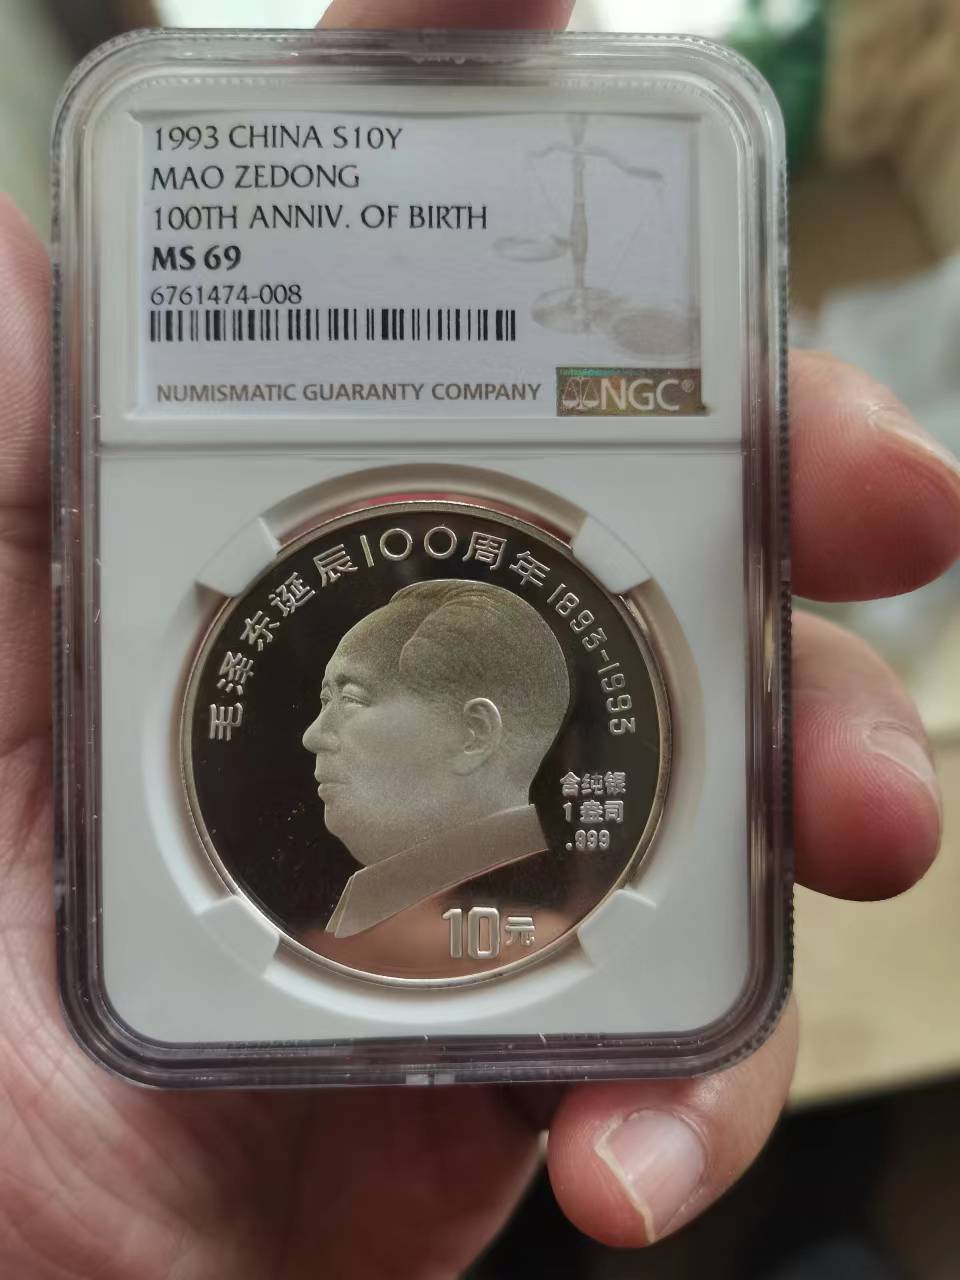 1993 CHINA S10Y
MAO ZEDONG
100TH ANNIV. OF BIRTH
MS 69
6761474-008
NUMISMATIC GUARANTY COMPANY
NGC®
毛泽东诞辰100周年 1893-1993
含纯银
1盎司
.999
10元